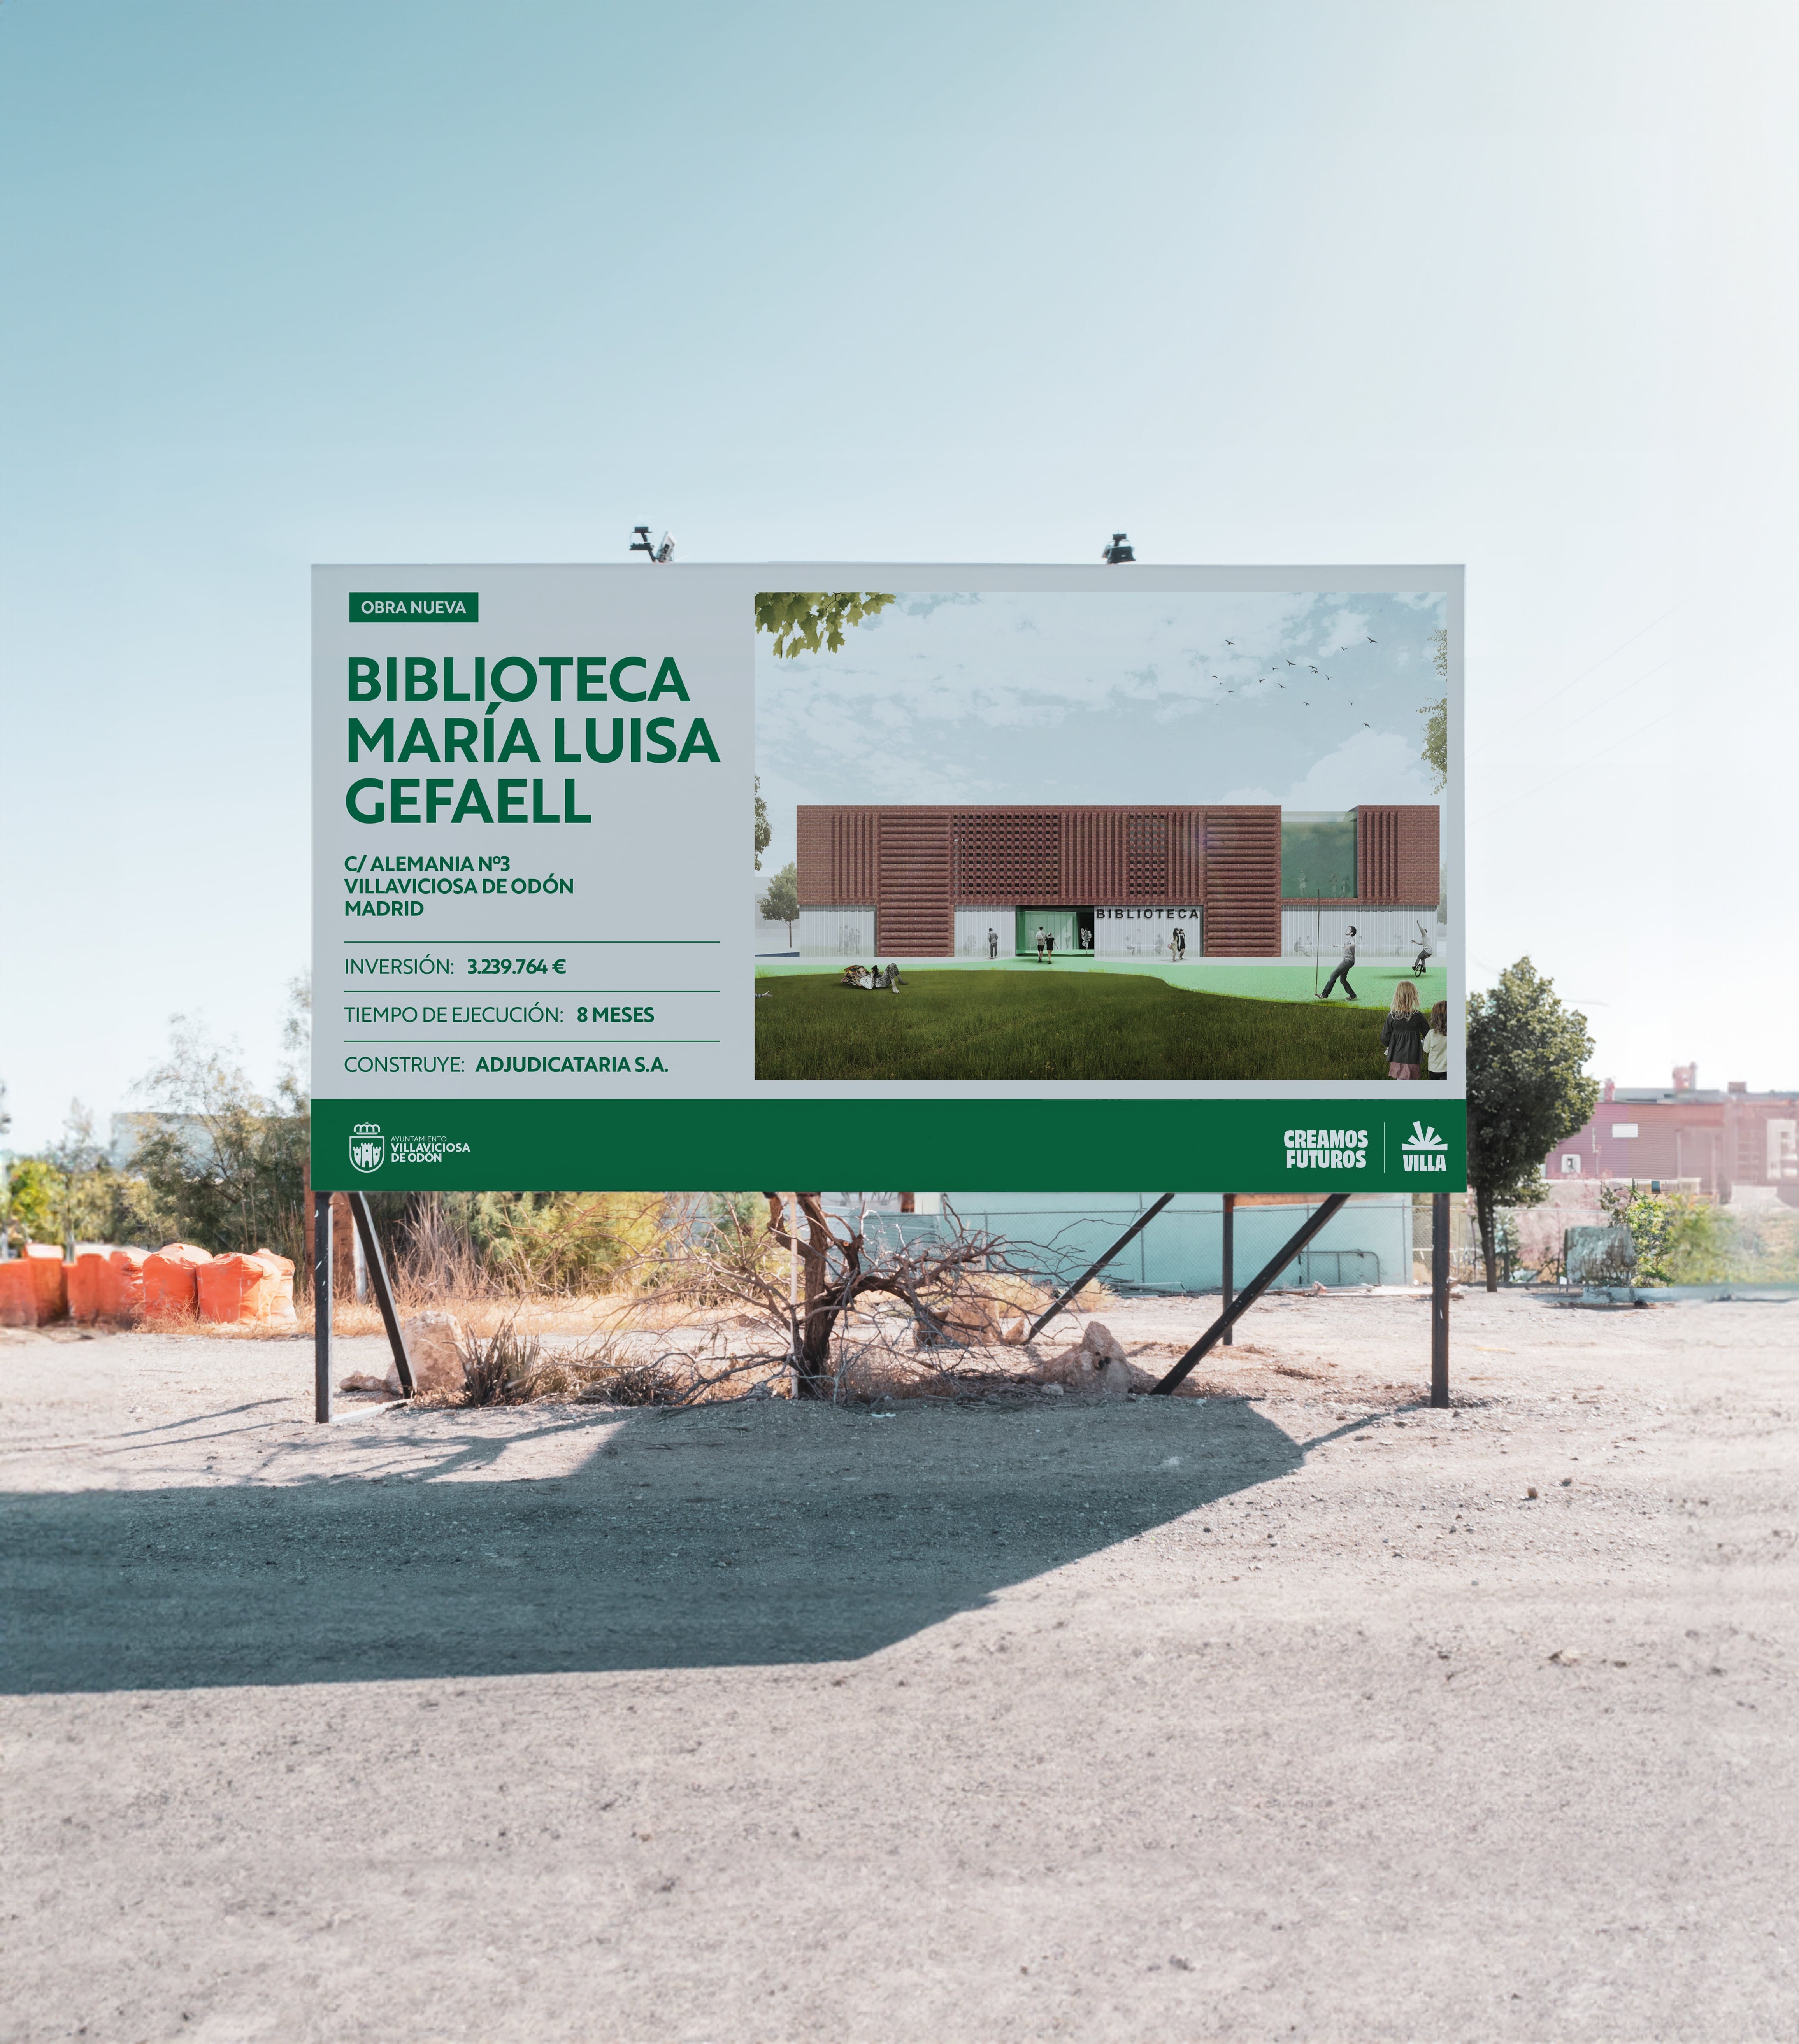 OBRA NUEVA
BIBLIOTECA
MARÍA LUISA
GEFAELL
C/ ALEMANIA Nº3
VILLAVICIOSA DE ODÓN
MADRID
INVERSIÓN: 3.239.764 €
TIEMPO DE EJECUCIÓN: 8 MESES
CONSTRUYE: ADJUDICATARIA S.A.
BIBLIOTECA
AYUNTAMIENTO
VILLAVICIOSA
DE ODÓN
CREAMOS
FUTUROS
VILLA